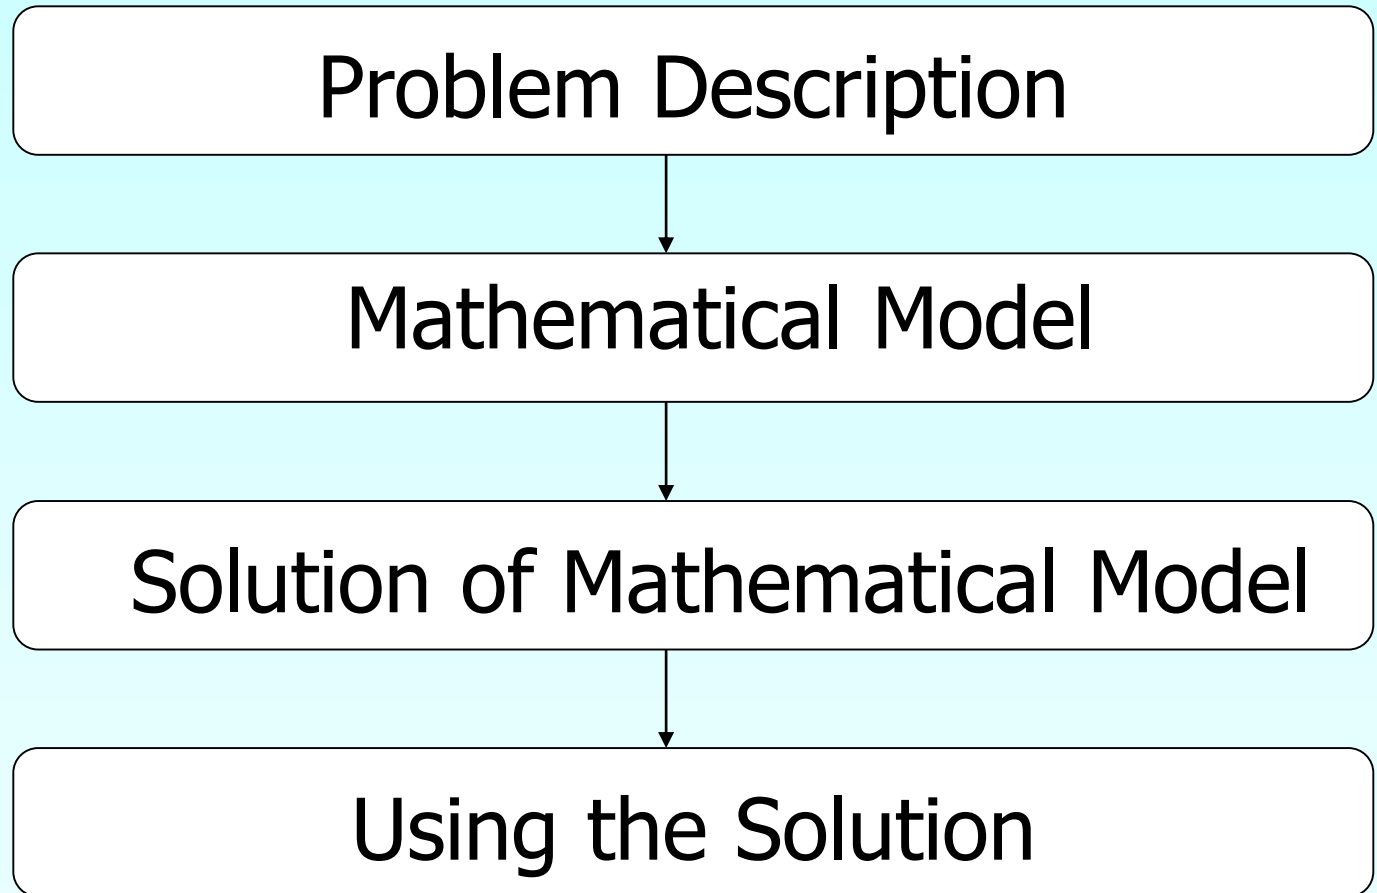 Problem Description
Mathematical Model
Solution of Mathematical Model
Using the Solution